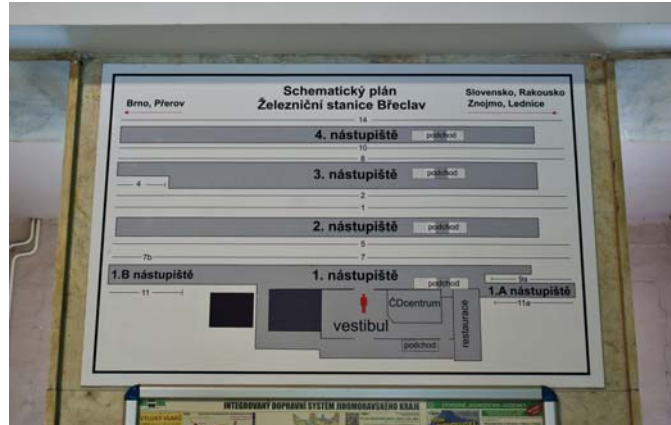 Schematický plán
Železniční stanice Břeclav
Brno, Přerov
Slovensko, Rakousko
Znojmo, Lednice
14
4. nástupiště
podchod
10
8
3. nástupiště
podchod
4
2
1
2. nástupiště
podchod
5
7b
7
1.B nástupiště
1. nástupiště
podchod
9a
1.A nástupiště
11
11a
ČDcentrum
vestibul
restaurace
podchod
INTEGROVANÝ DOPRAVNÍ SYSTÉM JIHOMORAVSKÉHO KRAJE